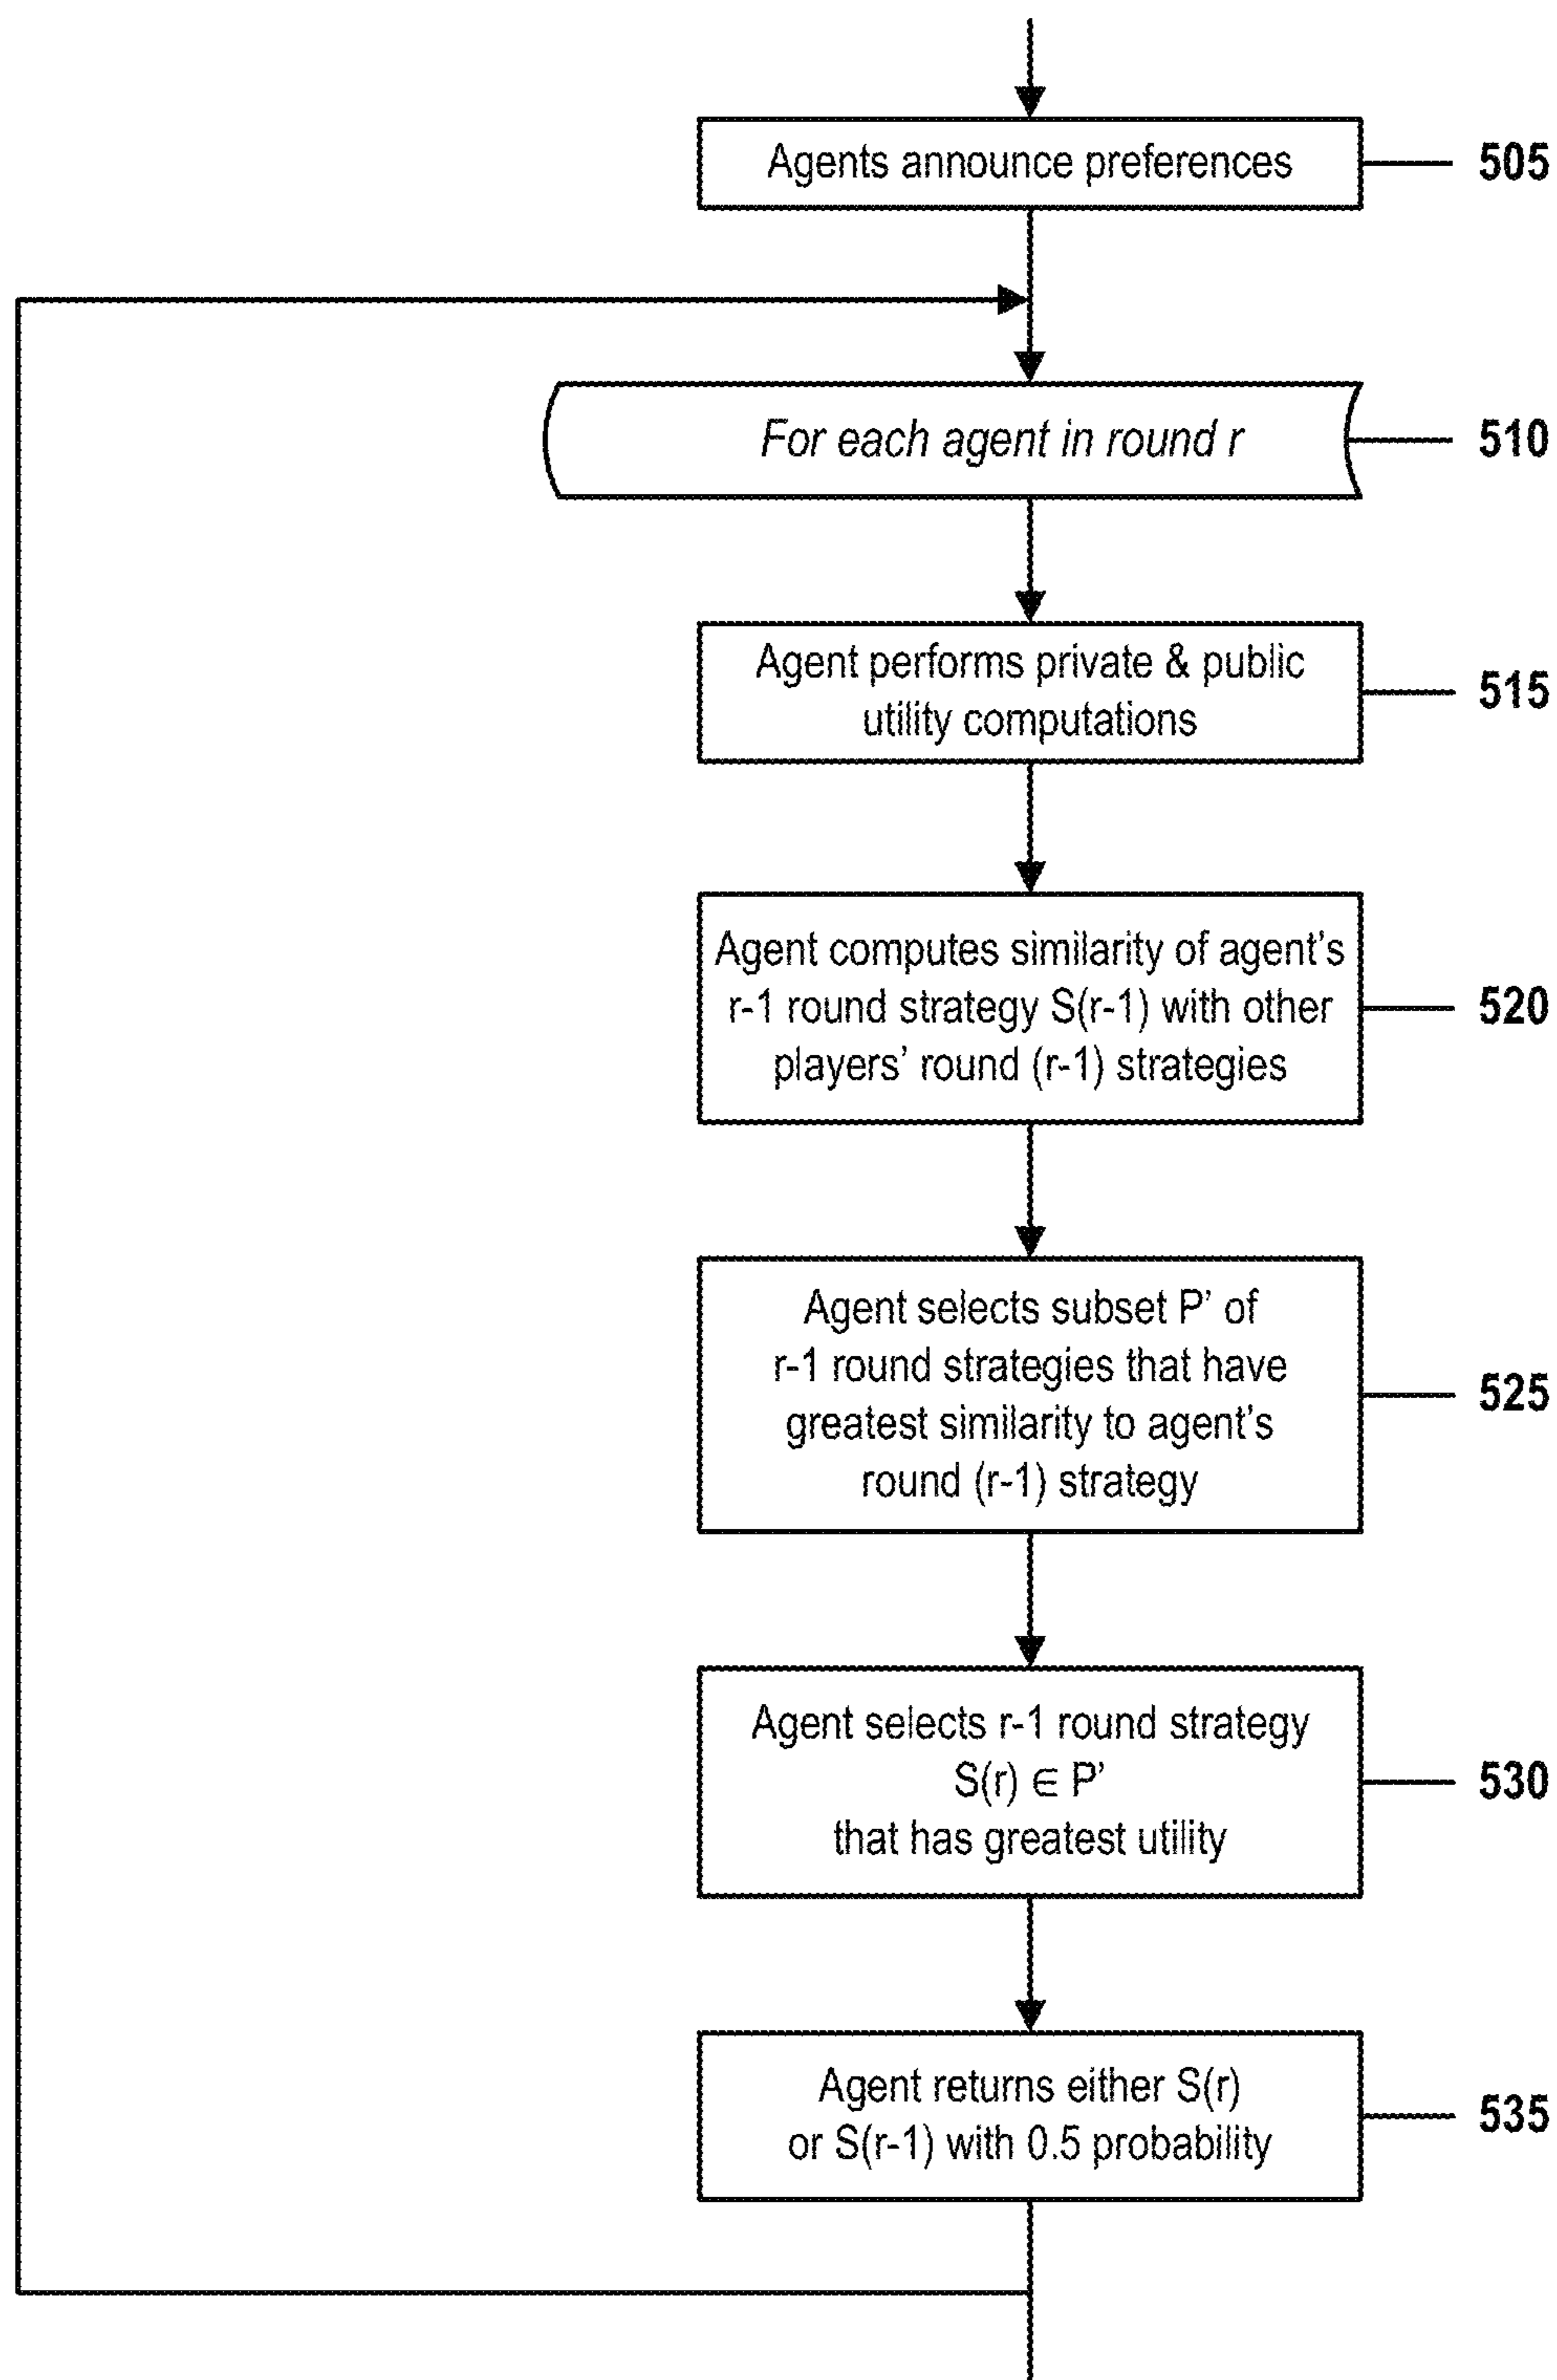 Agents announce preferences
505
For each agent in round r
510
Agent performs private & public
utility computations
515
Agent computes similarity of agent's
r-1 round strategy S(r-1) with other
players' round (r-1) strategies
520
Agent selects subset P' of
r-1 round strategies that have
greatest similarity to agent's
round (r-1) strategy
525
Agent selects r-1 round strategy
S(r) ∈ P'
that has greatest utility
530
Agent returns either S(r)
or S(r-1) with 0.5 probability
535